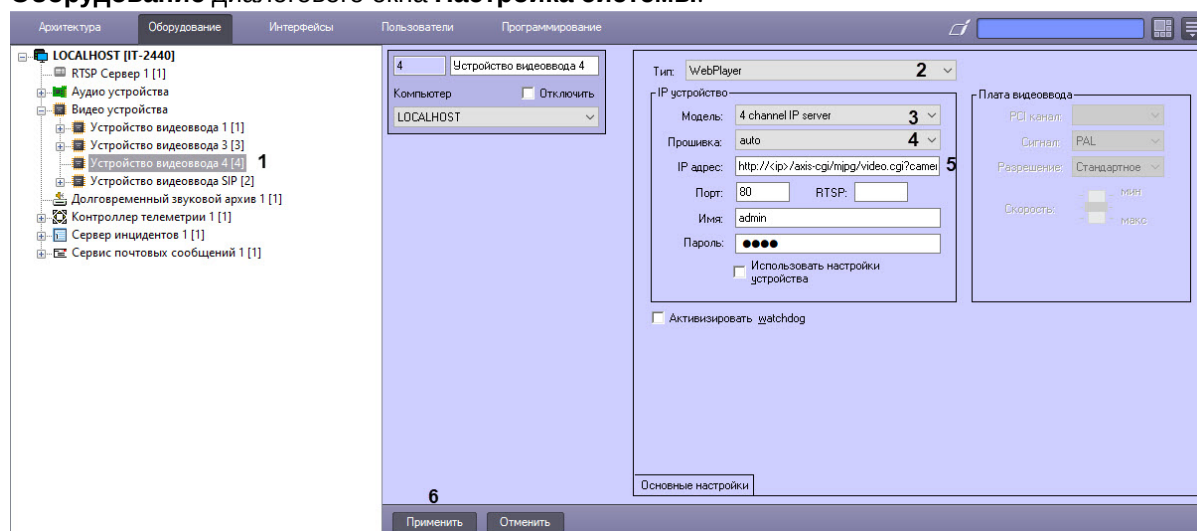 Оборудование диалогового окна Настройка системы.
Архитектура Оборудование Интерфейсы Пользователи Программирование
LOCALHOST [IT-2440]
RTSP Сервер 1 [1]
Аудио устройства
Видео устройства
Устройство видеоввода 1 [1]
Устройство видеоввода 3 [3]
Устройство видеоввода 4 [4] 1
Устройство видеоввода SIP [2]
Долговременный звуковой архив 1 [1]
Контроллер телеметрии 1 [1]
Сервер инцидентов 1 [1]
Сервис почтовых сообщений 1 [1]
4 Устройство видеоввода 4
Компьютер Отключить
LOCALHOST
Тип: WebPlayer 2
IP устройство
Модель: 4 channel IP server 3
Прошивка: auto 4
IP адрес: http://<ip>/axis-cgi/mjpg/video.cgi?camer 5
Порт: 80 RTSP:
Имя: admin
Пароль: ●●●●
Использовать настройки
устройства
Активизировать watchdog
Плата видеоввода
PCI канал:
Сигнал: PAL
Разрешение: Стандартное
мин
Скорость:
макс
Основные настройки
6
Применить Отменить